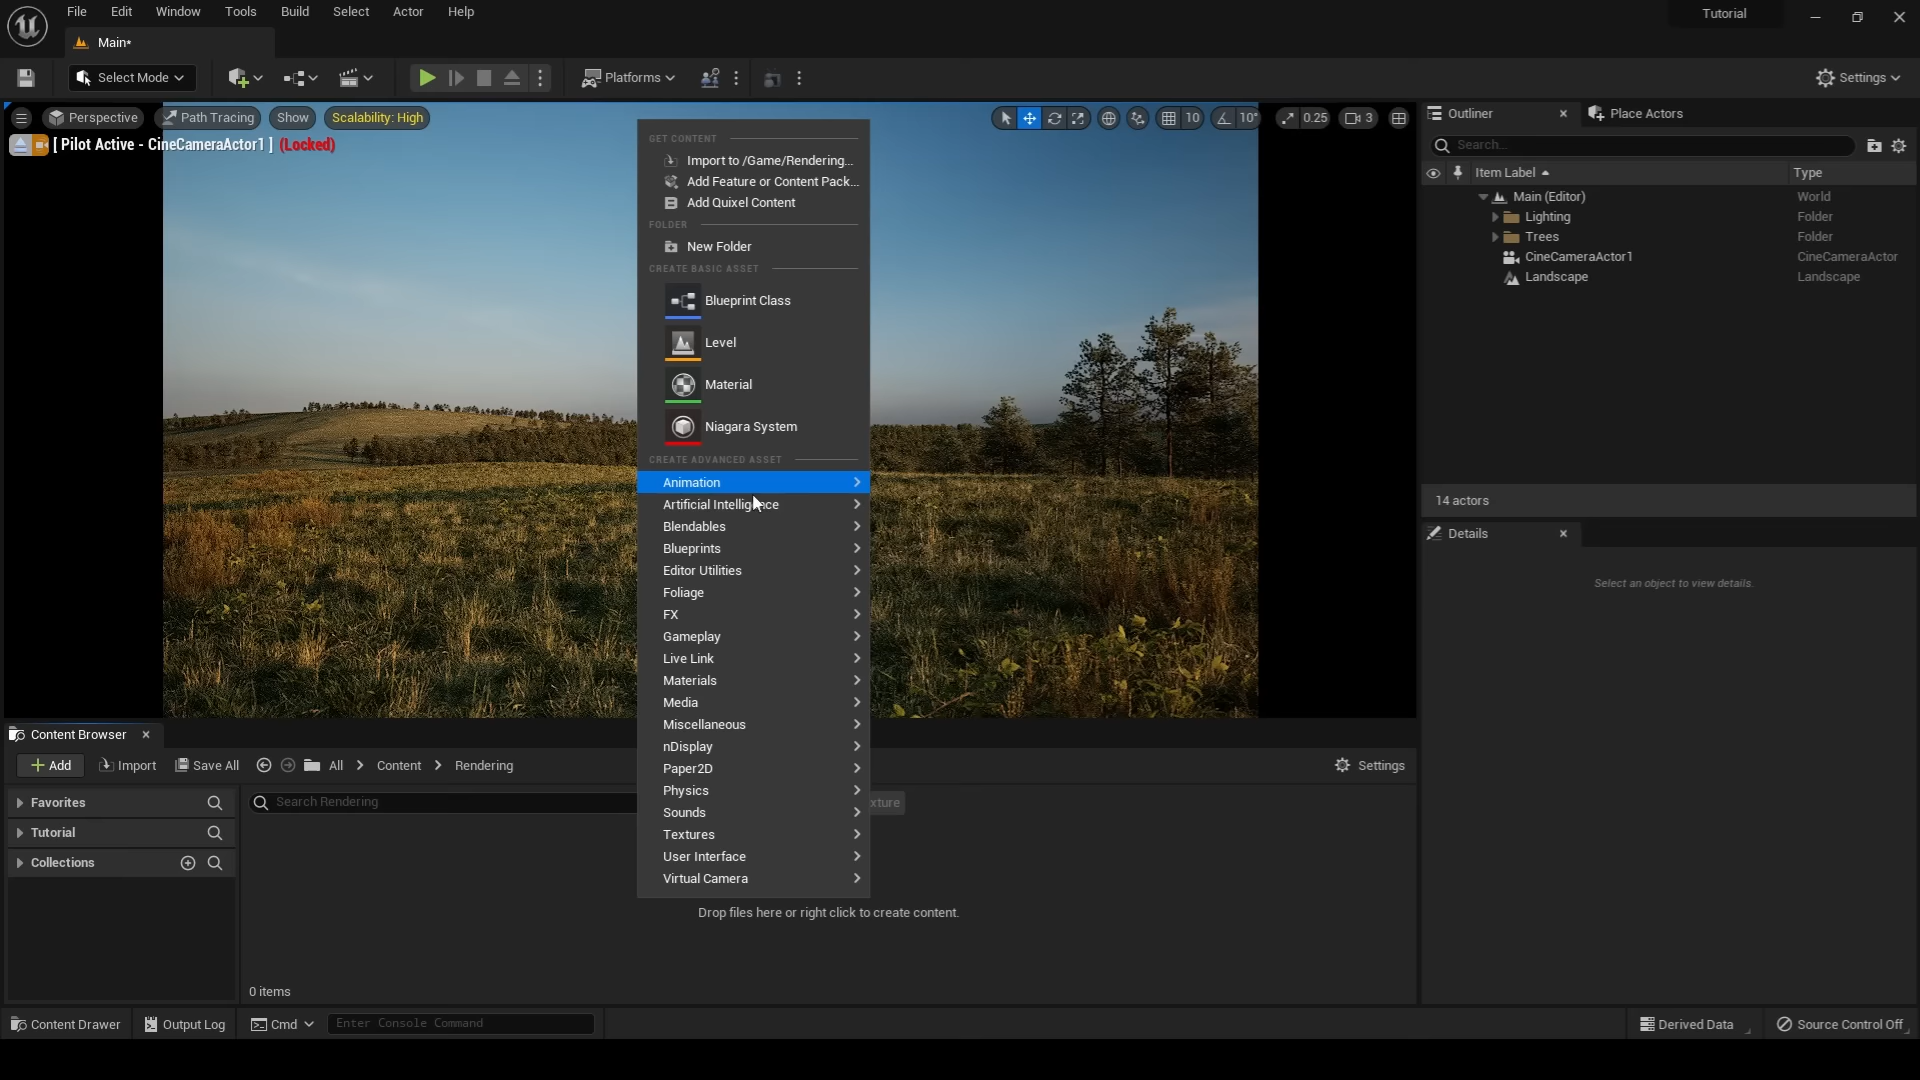 File Edit Window Tools Build Select Actor Help
Tutorial
Main*
Select Mode
Platforms
Settings
Perspective Path Tracing Show Scalability: High
10 10° 0.25 3
[ Pilot Active - CineCameraActor1 ] (Locked)
GET CONTENT
Import to /Game/Rendering...
Add Feature or Content Pack...
Add Quixel Content
FOLDER
New Folder
CREATE BASIC ASSET
Blueprint Class
Level
Material
Niagara System
CREATE ADVANCED ASSET
Animation
Artificial Intelligence
Blendables
Blueprints
Editor Utilities
Foliage
FX
Gameplay
Live Link
Materials
Media
Miscellaneous
nDisplay
Paper2D
Physics
Sounds
Textures
User Interface
Virtual Camera
Outliner
Place Actors
Search...
Item Label Type
Main (Editor) World
Lighting Folder
Trees Folder
CineCameraActor1 CineCameraActor
Landscape Landscape
14 actors
Details
Select an object to view details.
Content Browser
Add Import Save All All Content Rendering
Settings
Favorites
Tutorial
Collections
Search Rendering
xture
Drop files here or right click to create content.
0 items
Content Drawer Output Log Cmd Enter Console Command
Derived Data Source Control Off